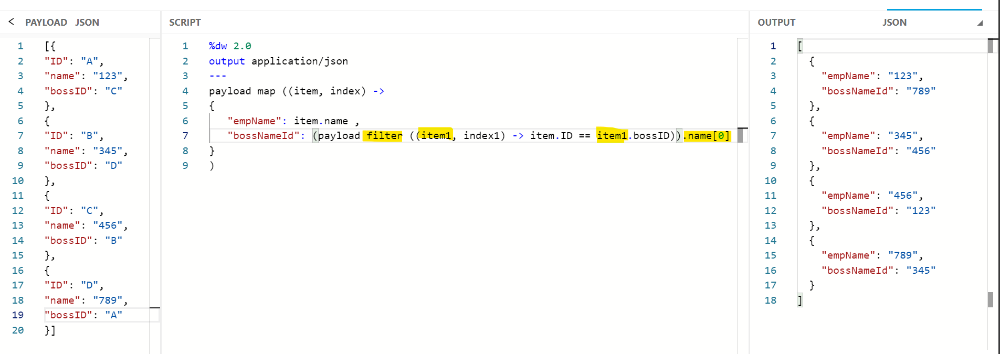 < PAYLOAD JSON
1 [{
2 "ID": "A",
3 "name": "123",
4 "bossID": "C"
5 },
6 {
7 "ID": "B",
8 "name": "345",
9 "bossID": "D"
10 },
11 {
12 "ID": "C",
13 "name": "456",
14 "bossID": "B"
15 },
16 {
17 "ID": "D",
18 "name": "789",
19 "bossID": "A"
20 }]
SCRIPT
1 %dw 2.0
2 output application/json
3 ---
4 payload map ((item, index) ->
5 {
6 "empName": item.name ,
7 "bossNameId": (payload filter ((item1, index1) -> item.ID == item1.bossID)).name[0]
8 }
9 )
OUTPUT JSON
1 [
2 {
3 "empName": "123",
4 "bossNameId": "789"
5 },
6 {
7 "empName": "345",
8 "bossNameId": "456"
9 },
10 {
11 "empName": "456",
12 "bossNameId": "123"
13 },
14 {
15 "empName": "789",
16 "bossNameId": "345"
17 }
18 ]